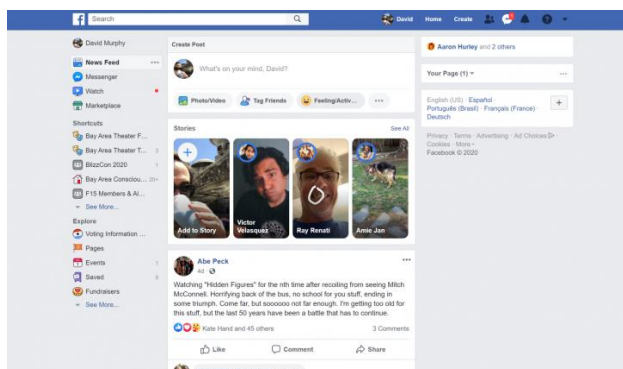 Search
David
Home
Create
David Murphy
News Feed
Messenger
Watch
Marketplace
Shortcuts
Bay Area Theater F...
Bay Area Theater T... 3
BlizzCon 2020 1
Bay Area Consciou... 20+
F15 Members & Al...
See More...
Explore
Voting Information ...
Pages
Events 1
Saved 9
Fundraisers
See More...
Create Post
What's on your mind, David?
Photo/Video
Tag Friends
Feeling/Activ...
Stories
See All
Add to Story
Victor
Velasquez
Ray Renati
Amie Jan
Abe Peck
4d ·
Watching "Hidden Figures" for the nth time after recoiling from seeing Mitch
McConnell. Horrifying back of the bus, no school for you stuff, ending in
some triumph. Come far, but soooooo not far enough. I'm getting too old for
this stuff, but the last 50 years have been a battle that has to continue.
Kate Hand and 45 others
3 Comments
Like
Comment
Share
Aaron Hurley and 2 others
Your Page (1)
English (US) · Español ·
Português (Brasil) · Français (France) ·
Deutsch
Privacy · Terms · Advertising · Ad Choices ·
Cookies · More
Facebook © 2020